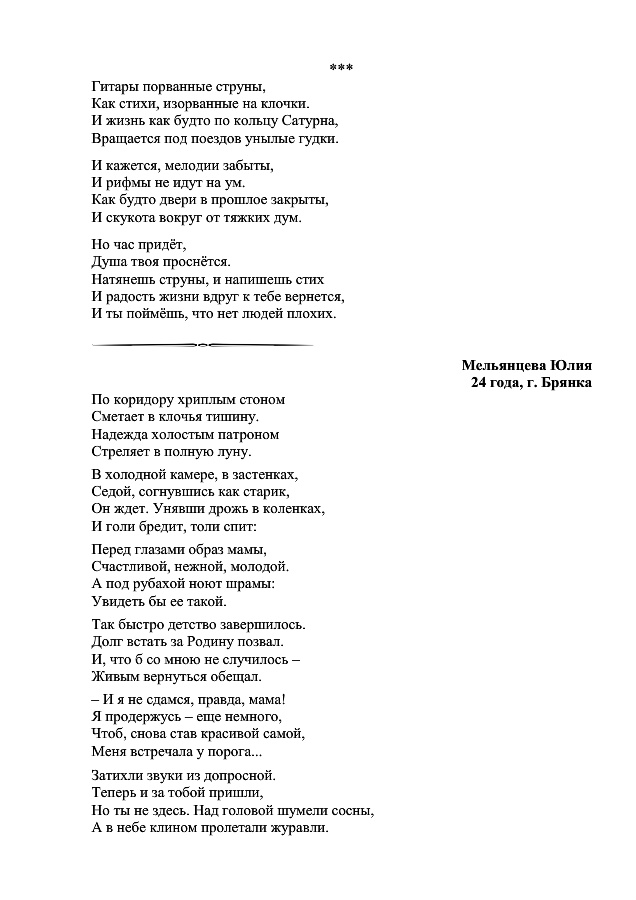 ***
Гитары порванные струны,
Как стихи, изорванные на клочки.
И жизнь как будто по кольцу Сатурна,
Вращается под поездов унылые гудки.
И кажется, мелодии забыты,
И рифмы не идут на ум.
Как будто двери в прошлое закрыты,
И скукота вокруг от тяжких дум.
Но час придёт,
Душа твоя проснётся.
Натянешь струны, и напишешь стих
И радость жизни вдруг к тебе вернется,
И ты поймёшь, что нет людей плохих.
Мельянцева Юлия
24 года, г. Брянка
По коридору хриплым стоном
Сметает в клочья тишину.
Надежда холостым патроном
Стреляет в полную луну.
В холодной камере, в застенках,
Седой, согнувшись как старик,
Он ждет. Унявши дрожь в коленках,
И голи бредит, толи спит:
Перед глазами образ мамы,
Счастливой, нежной, молодой.
А под рубахой ноют шрамы:
Увидеть бы ее такой.
Так быстро детство завершилось.
Долг встать за Родину позвал.
И, что б со мною не случилось –
Живым вернуться обещал.
– И я не сдамся, правда, мама!
Я продержусь – еще немного,
Чтоб, снова став красивой самой,
Меня встречала у порога...
Затихли звуки из допросной.
Теперь и за тобой пришли,
Но ты не здесь. Над головой шумели сосны,
А в небе клином пролетали журавли.